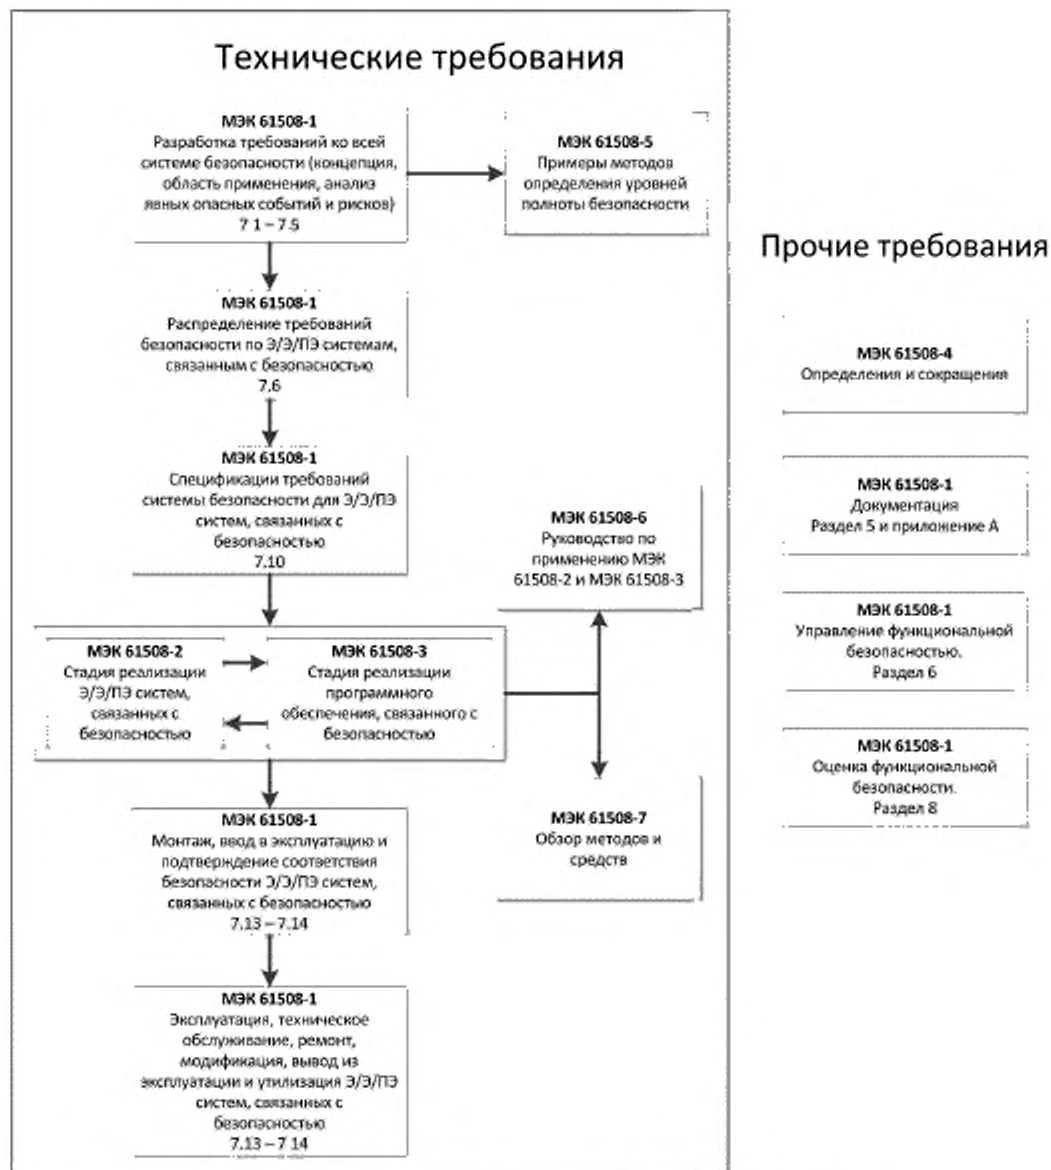 Технические требования
МЭК 61508-1
Разработка требований ко всей
системе безопасности (концепция,
область применения, анализ
явных опасных событий и рисков)
7 1 – 7.5
МЭК 61508-5
Примеры методов
определения уровней
полноты безопасности
МЭК 61508-1
Распределение требований
безопасности по Э/Э/ПЭ системам,
связанным с безопасностью
7.6
МЭК 61508-1
Спецификации требований
системы безопасности для Э/Э/ПЭ
систем, связанных с
безопасностью
7.10
МЭК 61508-6
Руководство по
применению МЭК
61508-2 и МЭК 61508-3
МЭК 61508-2
Стадия реализации
Э/Э/ПЭ систем,
связанных с
безопасностью
МЭК 61508-3
Стадия реализации
программного
обеспечения, связанного с
безопасностью
МЭК 61508-7
Обзор методов и
средств
МЭК 61508-1
Монтаж, ввод в эксплуатацию и
подтверждение соответствия
безопасности Э/Э/ПЭ систем,
связанных с безопасностью
7.13 – 7.14
МЭК 61508-1
Эксплуатация, техническое
обслуживание, ремонт,
модификация, вывод из
эксплуатации и утилизация Э/Э/ПЭ
систем, связанных с
безопасностью
7.13 – 7 14
Прочие требования
МЭК 61508-4
Определения и сокращения
МЭК 61508-1
Документация
Раздел 5 и приложение А
МЭК 61508-1
Управление функциональной
безопасностью.
Раздел 6
МЭК 61508-1
Оценка функциональной
безопасности.
Раздел 8